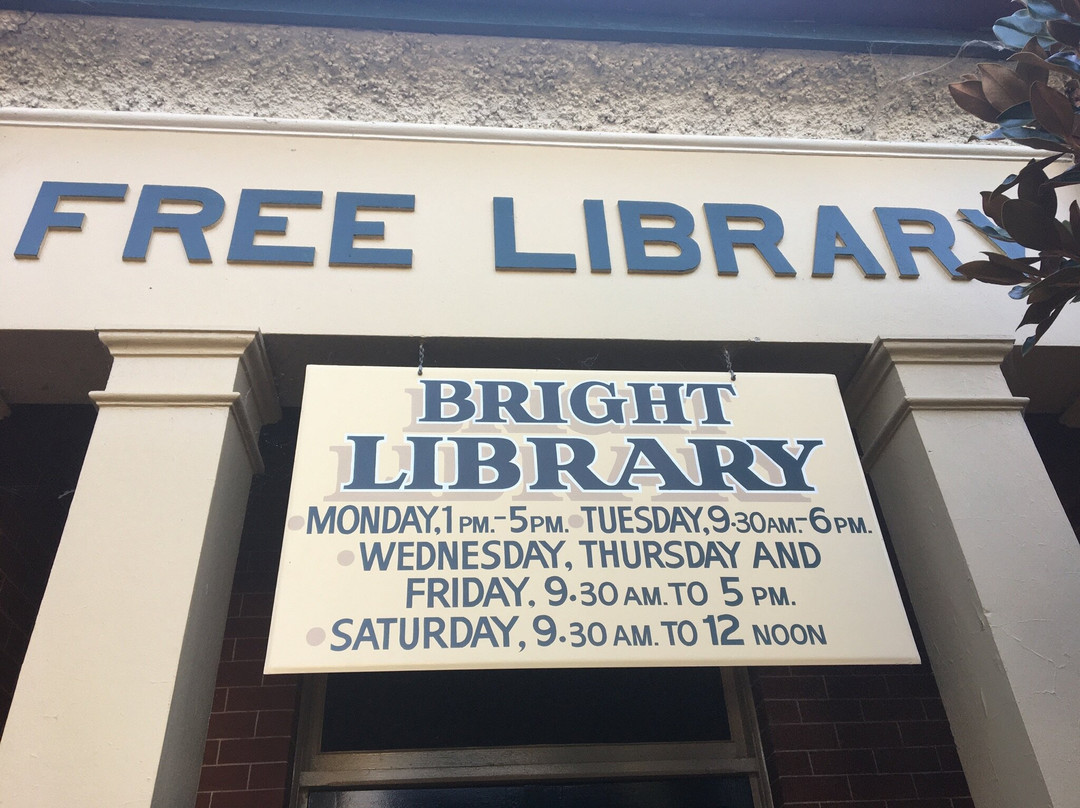 FREE LIBRARY
BRIGHT
LIBRARY
MONDAY, 1 PM.-5 PM. TUESDAY, 9·30 AM.-6 PM.
WEDNESDAY, THURSDAY AND
FRIDAY, 9·30 AM. TO 5 PM.
SATURDAY, 9·30 AM. TO 12 NOON